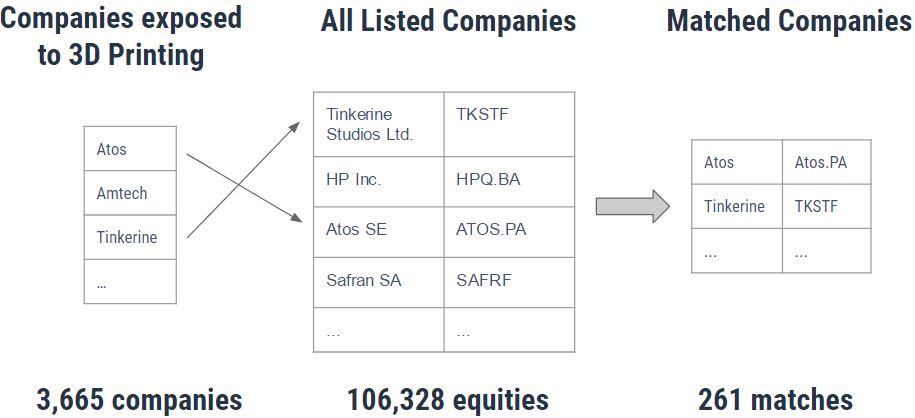 Companies exposed
to 3D Printing
All Listed Companies
Matched Companies
Atos
Amtech
Tinkerine
...
Tinkerine
Studios Ltd.
TKSTF
HP Inc.
HPQ.BA
Atos SE
ATOS.PA
Safran SA
SAFRF
...
...
Atos
Atos.PA
Tinkerine
TKSTF
...
...
3,665 companies
106,328 equities
261 matches